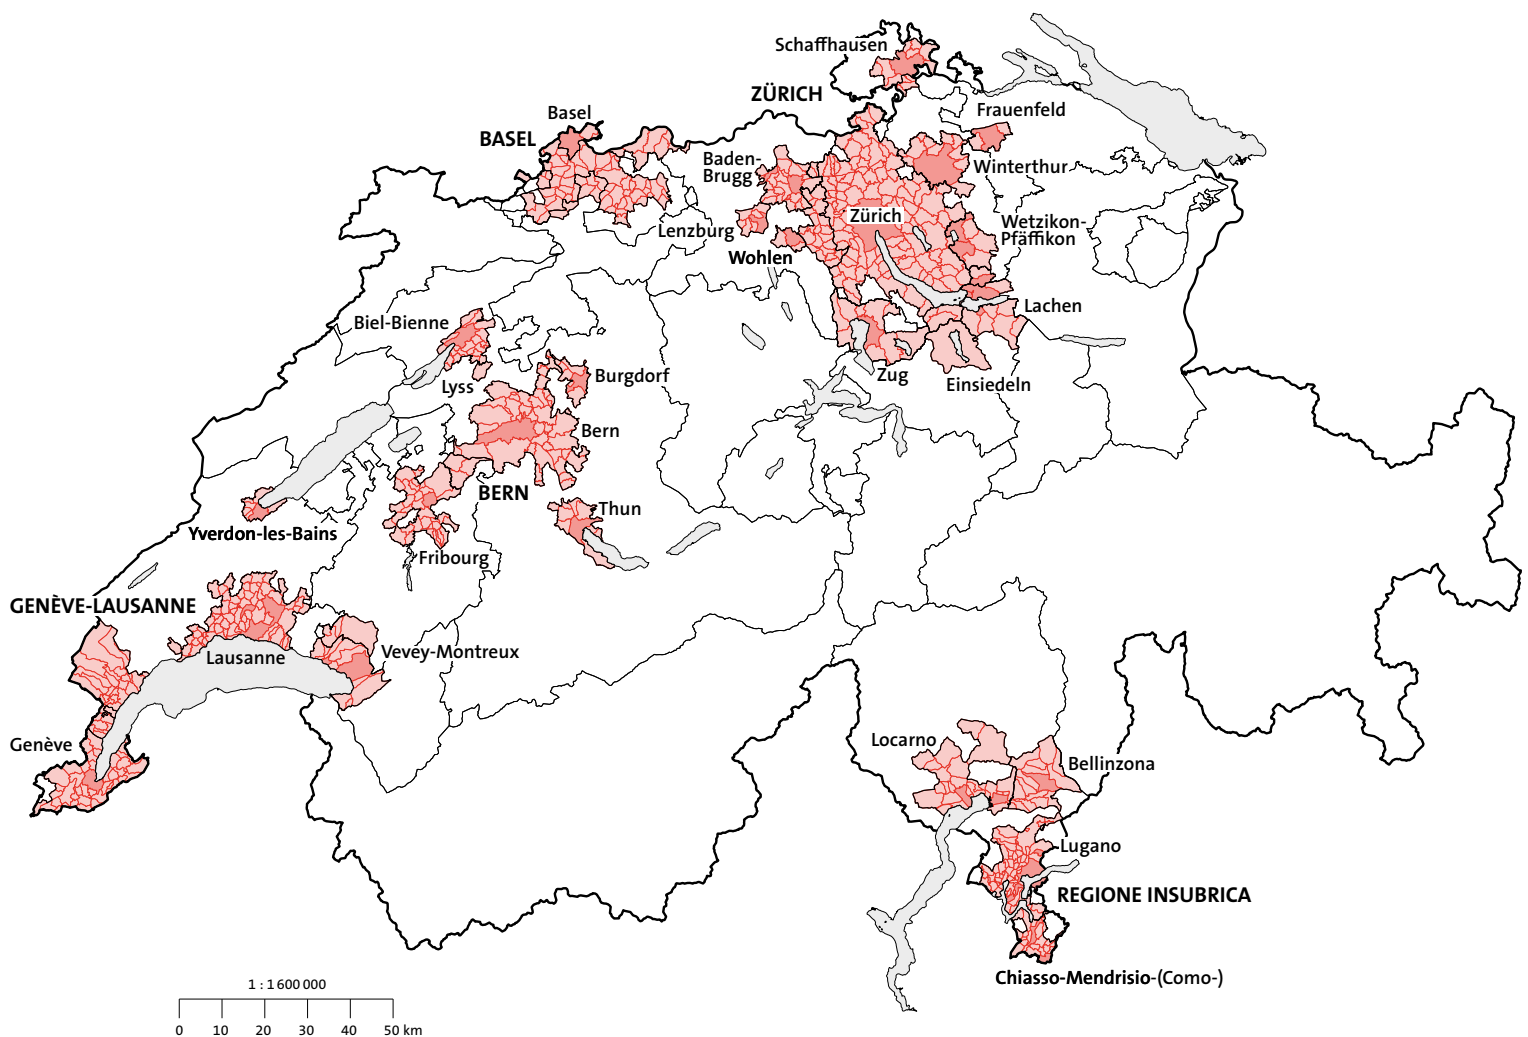 Schaffhausen
ZÜRICH
Frauenfeld
Basel
BASEL
Baden-
Brugg
Winterthur
Zürich
Wetzikon-
Pfäffikon
Lenzburg
Wohlen
Lachen
Biel-Bienne
Zug
Einsiedeln
Lyss
Burgdorf
Bern
BERN
Thun
Yverdon-les-Bains
Fribourg
GENÈVE-LAUSANNE
Lausanne
Vevey-Montreux
Genève
Locarno
Bellinzona
Lugano
REGIONE INSUBRICA
Chiasso-Mendrisio-(Como-)
1 : 1 600 000
0 10 20 30 40 50 km